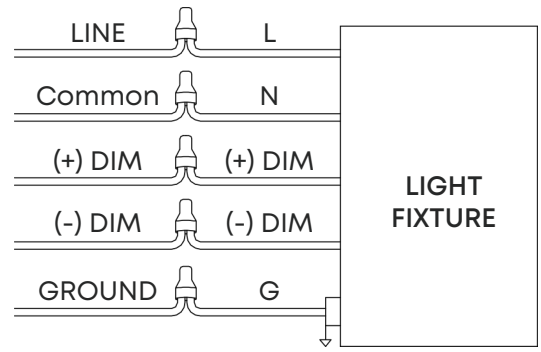 LINE L
Common N
(+) DIM (+) DIM
(-) DIM (-) DIM
GROUND G
LIGHT
FIXTURE